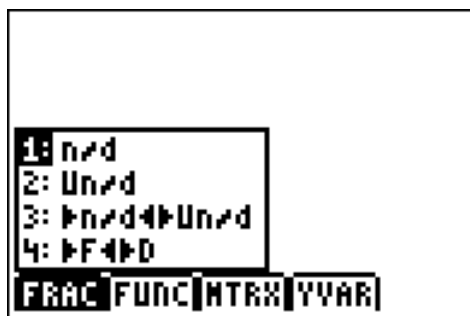 1: n/d
2: Un/d
3: ►n/d◄►Un/d
4: ►F◄►D
FRAC FUNC MTRX YVAR